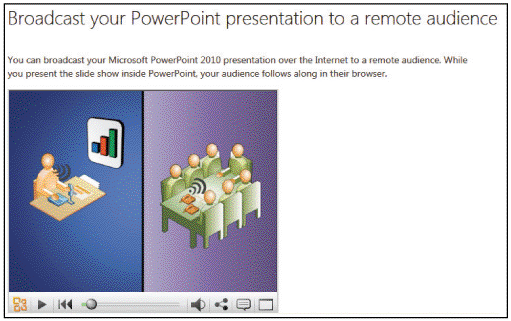 Broadcast your PowerPoint presentation to a remote audience
You can broadcast your Microsoft PowerPoint 2010 presentation over the Internet to a remote audience. While
you present the slide show inside PowerPoint, your audience follows along in their browser.